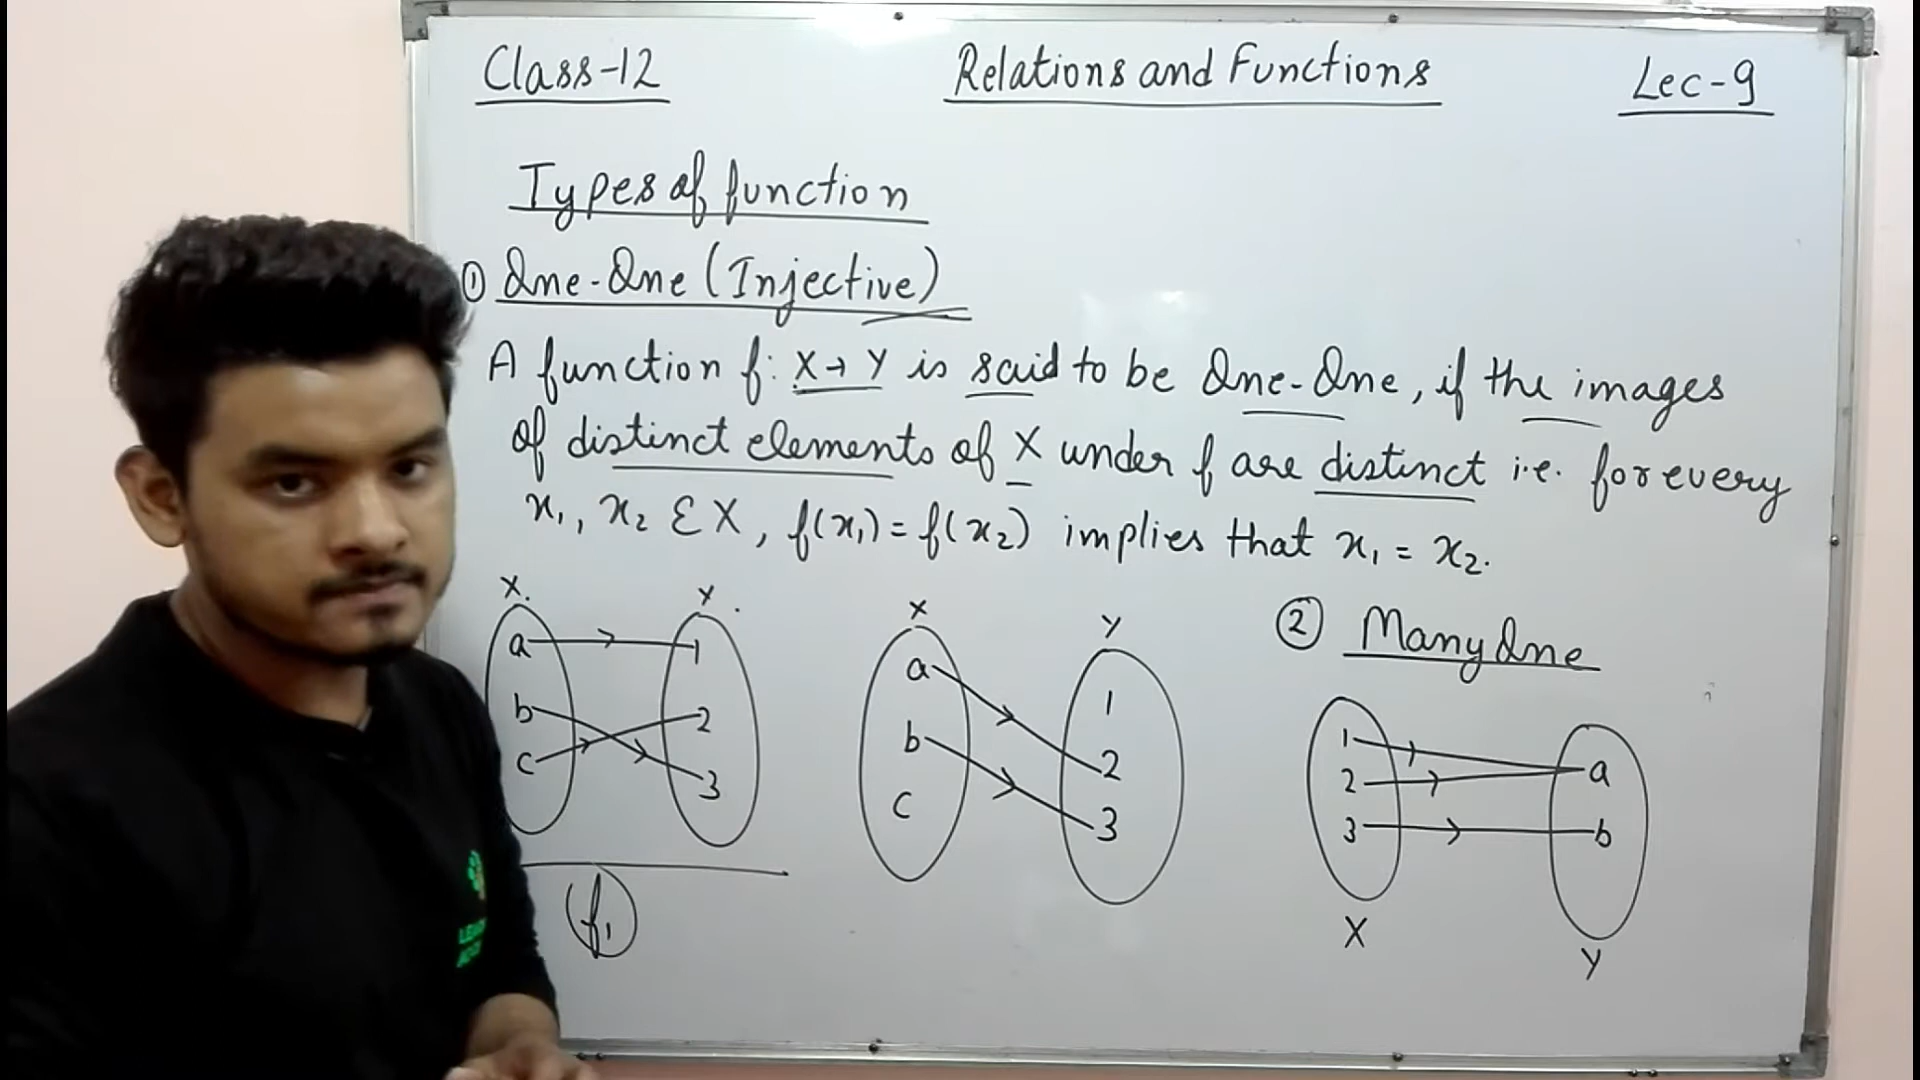 Class-12 Relations and Functions Lec-9
Types of function
① One-One (Injective)
A function f: X→Y is said to be One-One, if the images
of distinct elements of X under f are distinct i.e. for every
x₁, x₂ ƐX, f(x₁) = f(x₂) implies that x₁ = x₂.
② Many One
X
a
b
c
Y
1
2
3
f₁
X
a
b
C
Y
1
2
3
1
2
3
X
a
b
Y